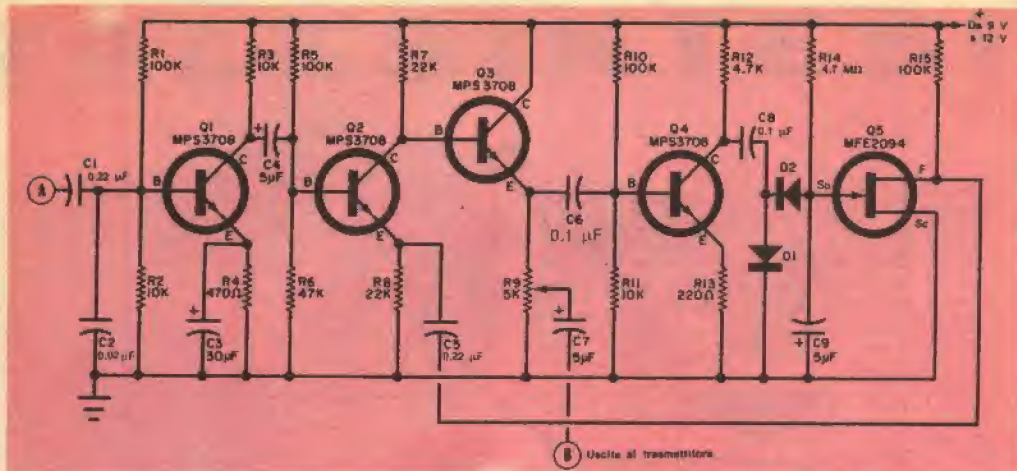 +
Da 9 V
a 12 V
R1
100K
R3
10K
R5
100K
R7
22K
Q3
MPS3708
R10
100K
R12
4.7K
R14
4.7 MΩ
R15
100K
Q1
MPS3708
Q2
MPS3708
Q4
MPS3708
C8
0.1 µF
Q5
MFE2094
C1
0.22 µF
A
B
C
E
C4
5µF
+
B
C
E
B
C
E
C6
0.1 µF
B
C
E
D2
D1
So
F
Sc
R2
10K
R4
470Ω
R6
47K
R8
22K
R9
5K
R11
10K
R13
220Ω
C2
0.02µF
+
C3
30µF
C5
0.22 µF
+
C7
5µF
C9
+
5µF
B
Uscita al trasmettitore